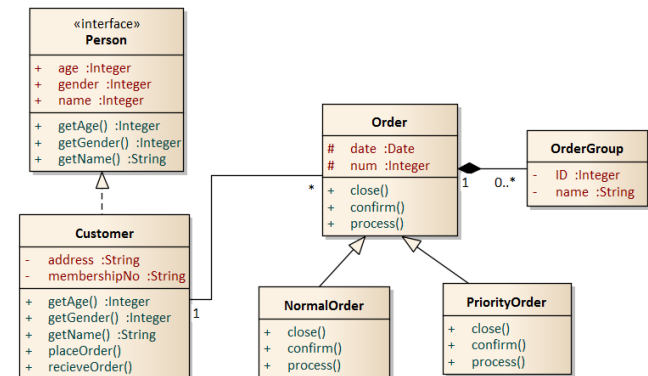 «interface»
Person
+ age :Integer
+ gender :Integer
+ name :Integer
+ getAge() :Integer
+ getGender() :Integer
+ getName() :String
Order
# date :Date
# num :Integer
+ close()
+ confirm()
+ process()
OrderGroup
- ID :Integer
- name :String
1
0..*
*
Customer
- address :String
- membershipNo :String
+ getAge() :Integer
+ getGender() :Integer
+ getName() :String
+ placeOrder()
+ recieveOrder()
1
NormalOrder
+ close()
+ confirm()
+ process()
PriorityOrder
+ close()
+ confirm()
+ process()